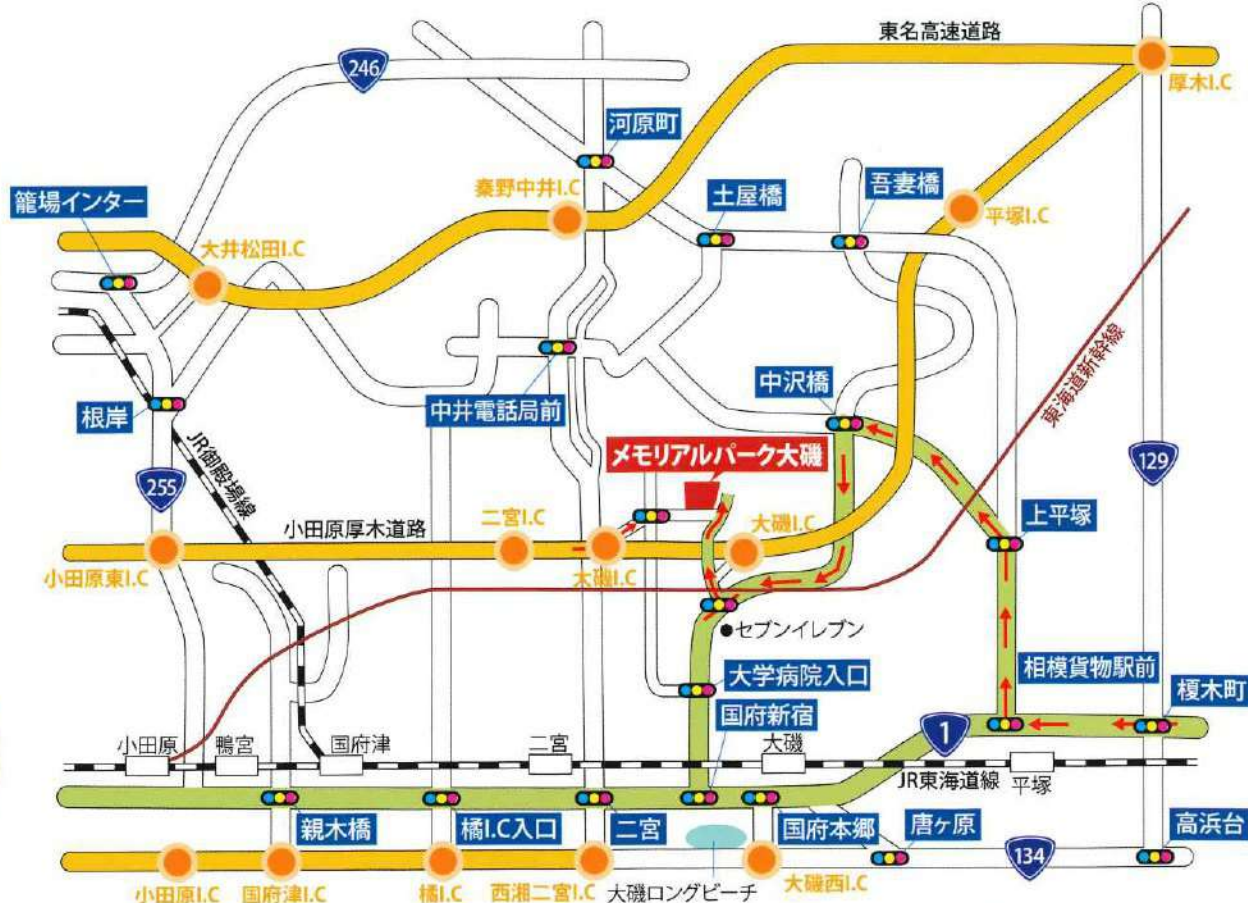 東名高速道路
246
厚木I.C
河原町
秦野中井I.C
土屋橋
吾妻橋
籠場インター
平塚I.C
大井松田I.C
東海道新幹線
中沢橋
根岸
中井電話局前
JR御殿場線
メモリアルパーク大磯
129
255
上平塚
小田原厚木道路
二宮I.C
大磯I.C
小田原東I.C
大磯I.C
セブンイレブン
大学病院入口
相模貨物駅前
榎木町
国府新宿
1
小田原
鴨宮
国府津
二宮
大磯
JR東海道線
平塚
親木橋
橘I.C入口
二宮
国府本郷
唐ヶ原
高浜台
134
小田原I.C
国府津I.C
橘I.C
西湘二宮I.C
大磯ロングビーチ
大磯西I.C